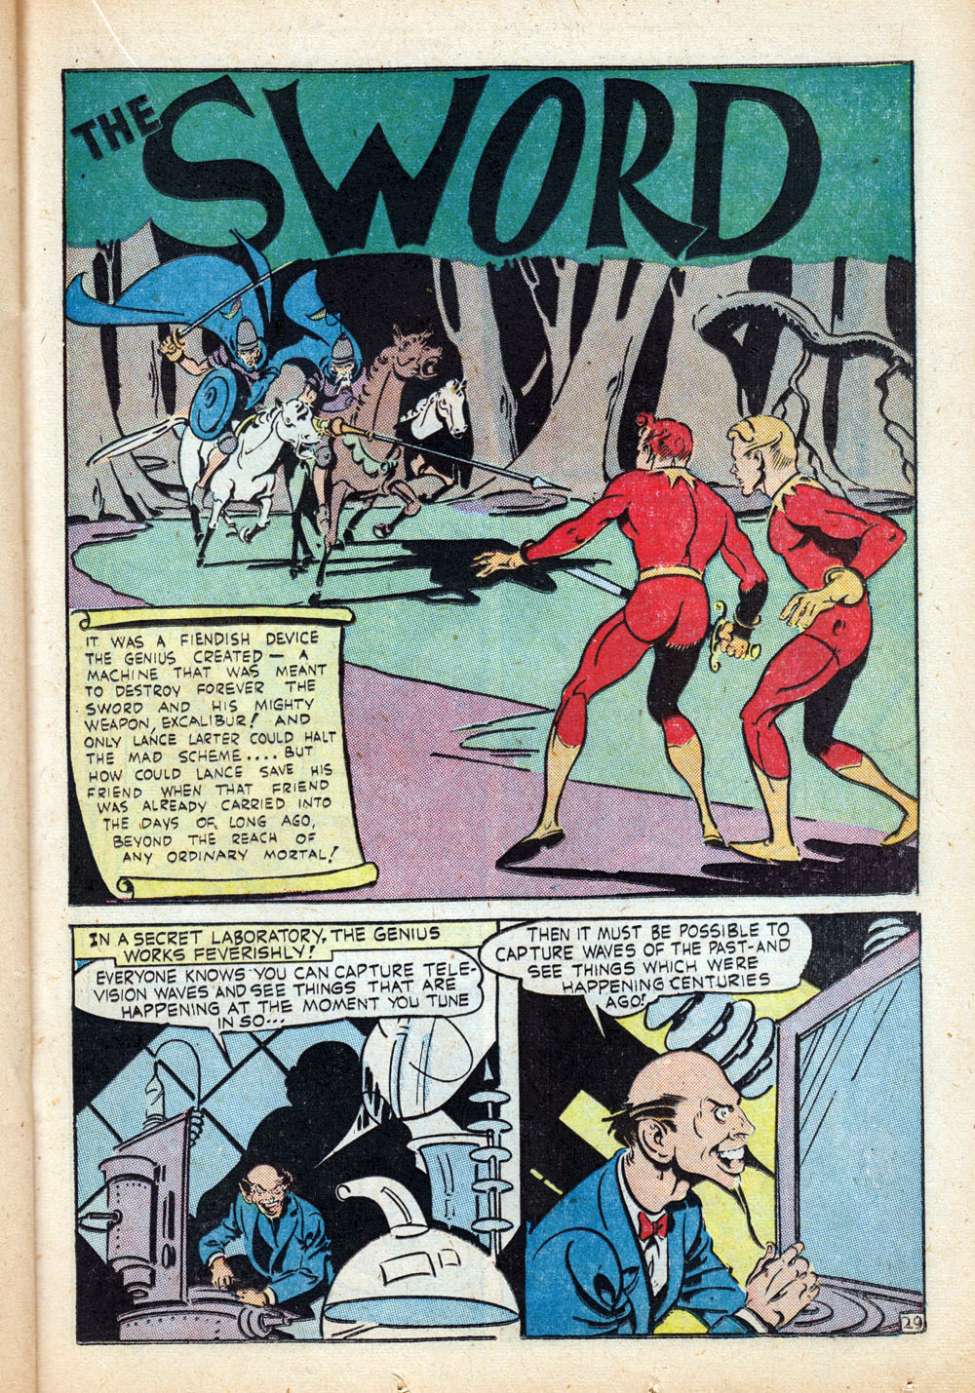 THE SWORD
IT WAS A FIENDISH DEVICE
THE GENIUS CREATED — A
MACHINE THAT WAS MEANT
TO DESTROY FOREVER THE
SWORD AND HIS MIGHTY
WEAPON, EXCALIBUR! AND
ONLY LANCE LARTER COULD HALT
THE MAD SCHEME.... BUT
HOW COULD LANCE SAVE HIS
FRIEND WHEN THAT FRIEND
WAS ALREADY CARRIED INTO
THE DAYS OF LONG AGO,
BEYOND THE REACH OF
ANY ORDINARY MORTAL!
IN A SECRET LABORATORY, THE GENIUS
WORKS FEVERISHLY!
EVERYONE KNOWS YOU CAN CAPTURE TELE-
VISION WAVES AND SEE THINGS THAT ARE
HAPPENING AT THE MOMENT YOU TUNE
IN SO---
THEN IT MUST BE POSSIBLE TO
CAPTURE WAVES OF THE PAST-AND
SEE THINGS WHICH WERE
HAPPENING CENTURIES
AGO!
29